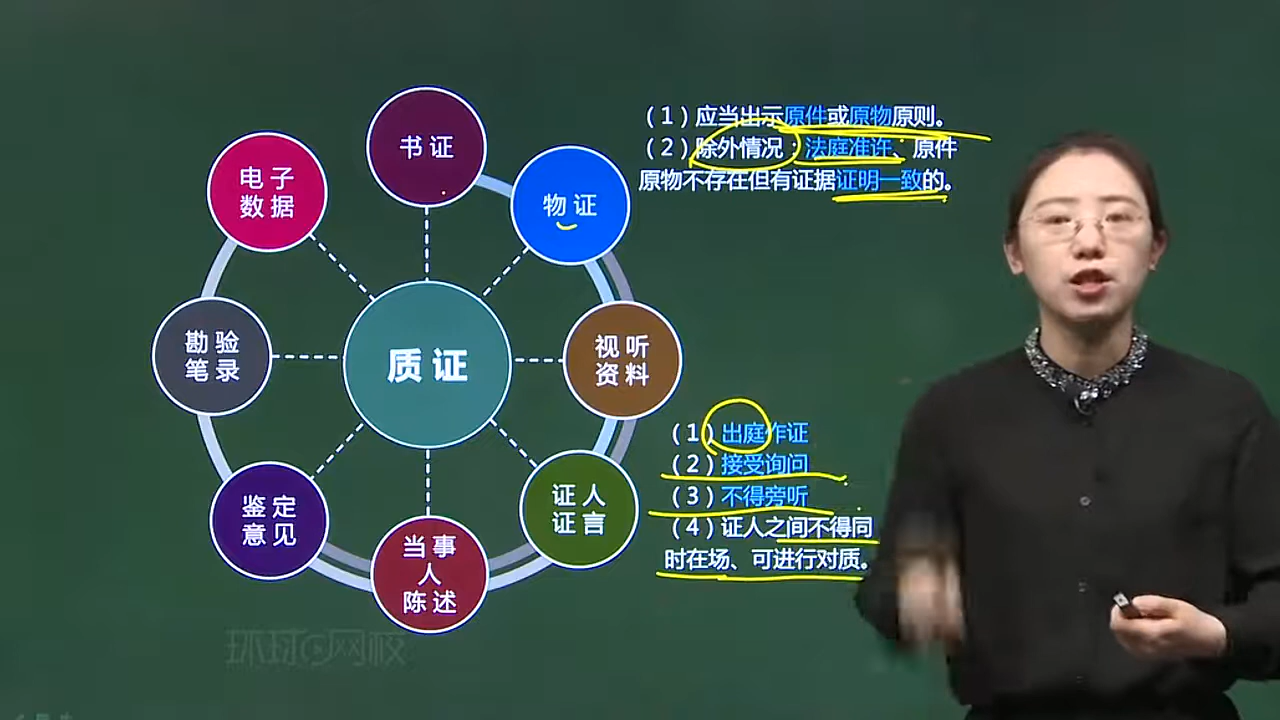 书证
物证
视听
资料
证人
证言
当事
人
陈述
鉴定
意见
勘验
笔录
电子
数据
质证
（1）应当出示原件或原物原则。
（2）除外情况：法庭准许、原件
原物不存在但有证据证明一致的。
（1）出庭作证
（2）接受询问
（3）不得旁听
（4）证人之间不得同
时在场、可进行对质。
环球网校